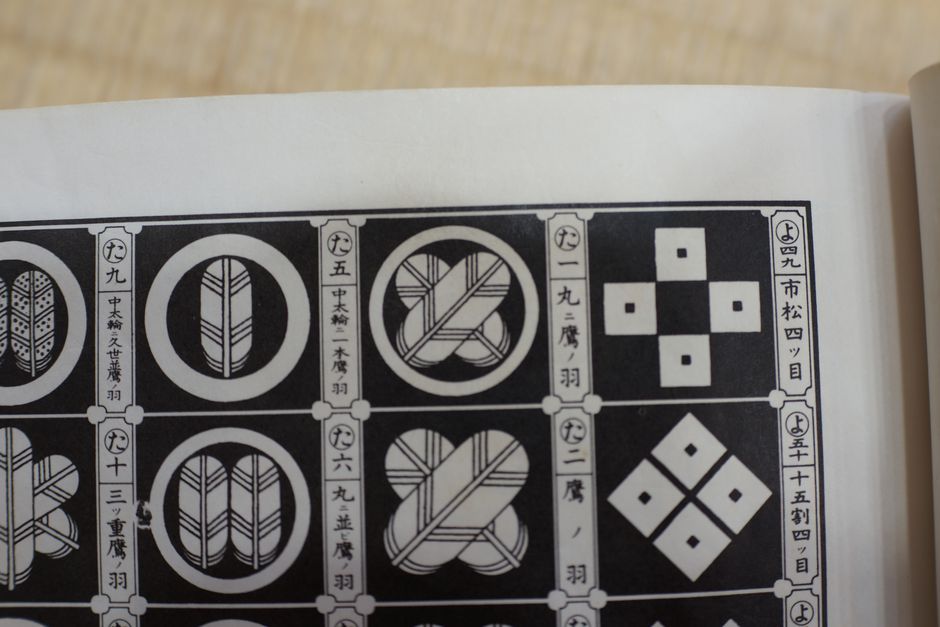 よ四九 市松四ッ目
よ五十 十五割四ッ目
よ
た一 丸ニ鷹ノ羽
た二 鷹ノ羽
た
た五 中太輪ニ一本鷹ノ羽
た六 丸ニ並ビ鷹ノ羽
た
た九 中太輪ニ久世並鷹ノ羽
た十 三ッ重鷹ノ羽